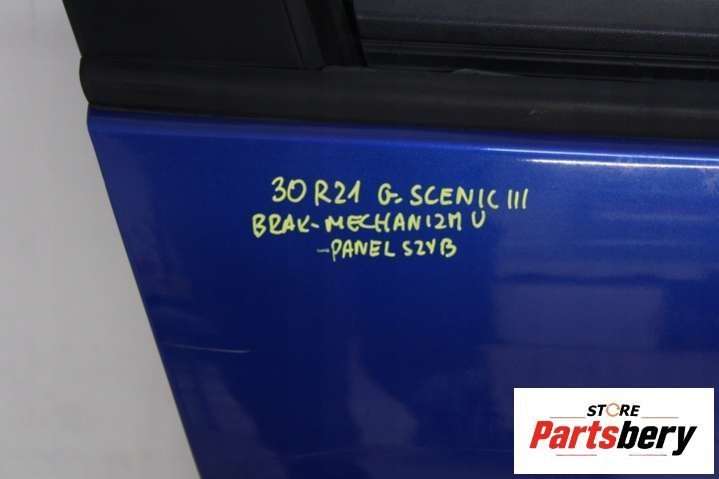 30 R21 G. SCENIC III
BRAK-MECHANIZMU
-PANEL SZYB
STORE
Partsbery